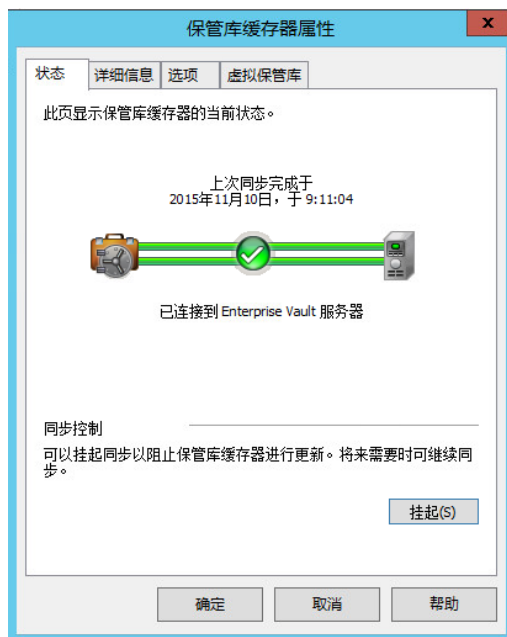 保管库缓存器属性
x
状态
详细信息
选项
虚拟保管库
此页显示保管库缓存器的当前状态。
上次同步完成于
2015年11月10日，于 9:11:04
已连接到 Enterprise Vault 服务器
同步控制
可以挂起同步以阻止保管库缓存器进行更新。将来需要时可继续同
步。
挂起(S)
确定
取消
帮助